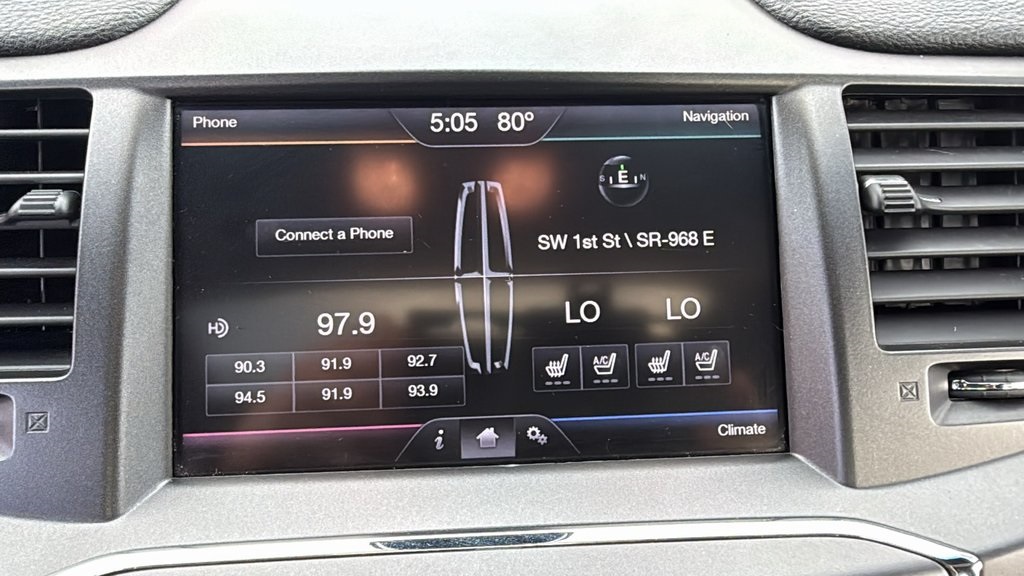 Phone
5:05 80º
Navigation
S E N
Connect a Phone
SW 1st St \ SR-968 E
HD
97.9
LO LO
90.3 91.9 92.7
94.5 91.9 93.9
A/C A/C
i
Climate